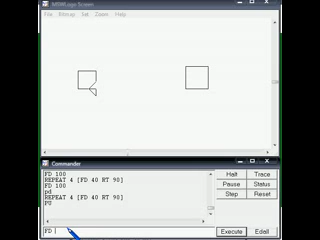 MSWLogo Screen
File Bitmap Set Zoom Help
Commander
FD 100
REPEAT 4 [FD 40 RT 90]
FD 100
pd
REPEAT 4 [FD 40 RT 90]
PU
Halt Trace
Pause Status
Step Reset
FD
Execute Edall